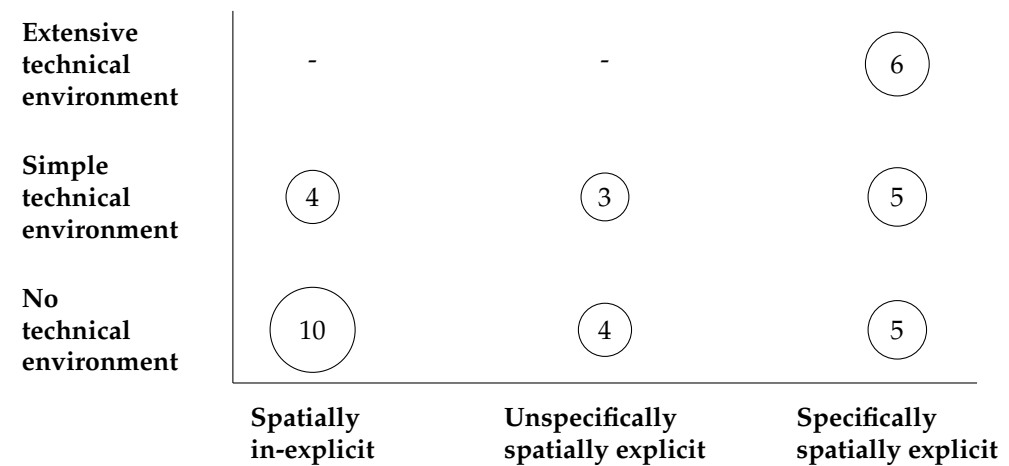 Extensive
technical
environment
- - 6
Simple
technical
environment
4 3 5
No
technical
environment
10 4 5
Spatially
in-explicit
Unspecifically
spatially explicit
Specifically
spatially explicit